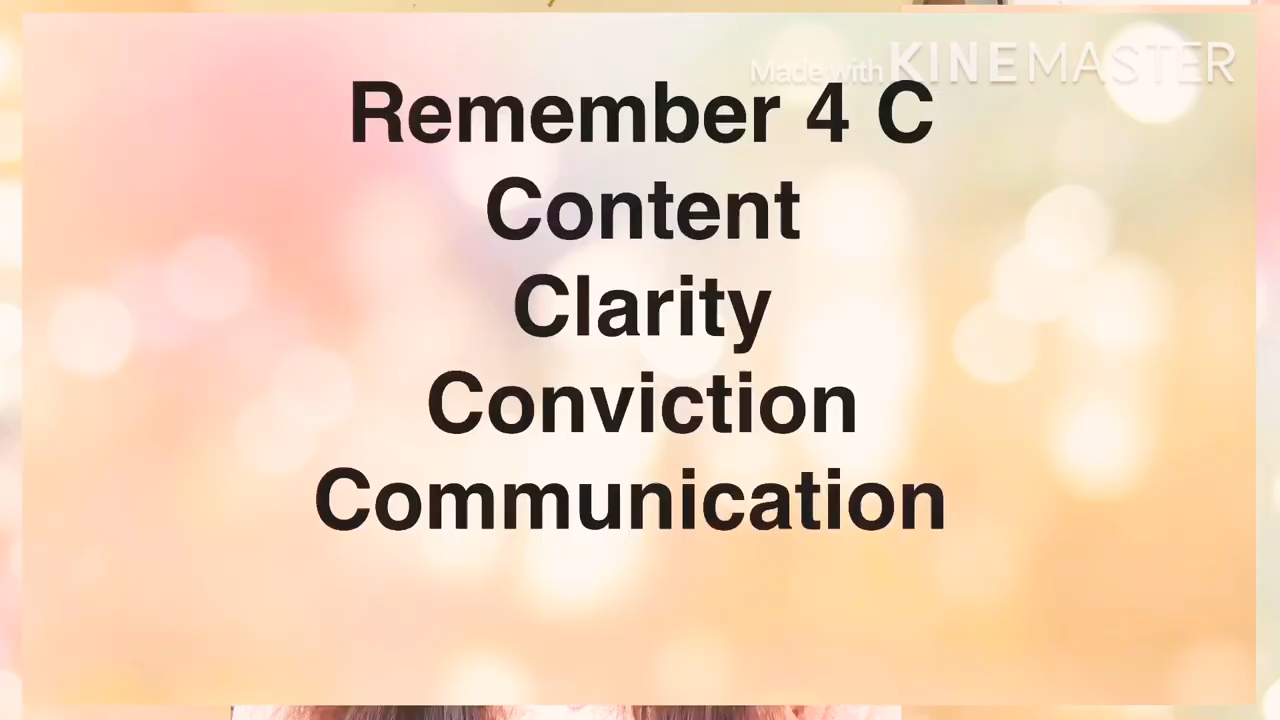 Made with KINEMASTER
Remember 4 C
Content
Clarity
Conviction
Communication